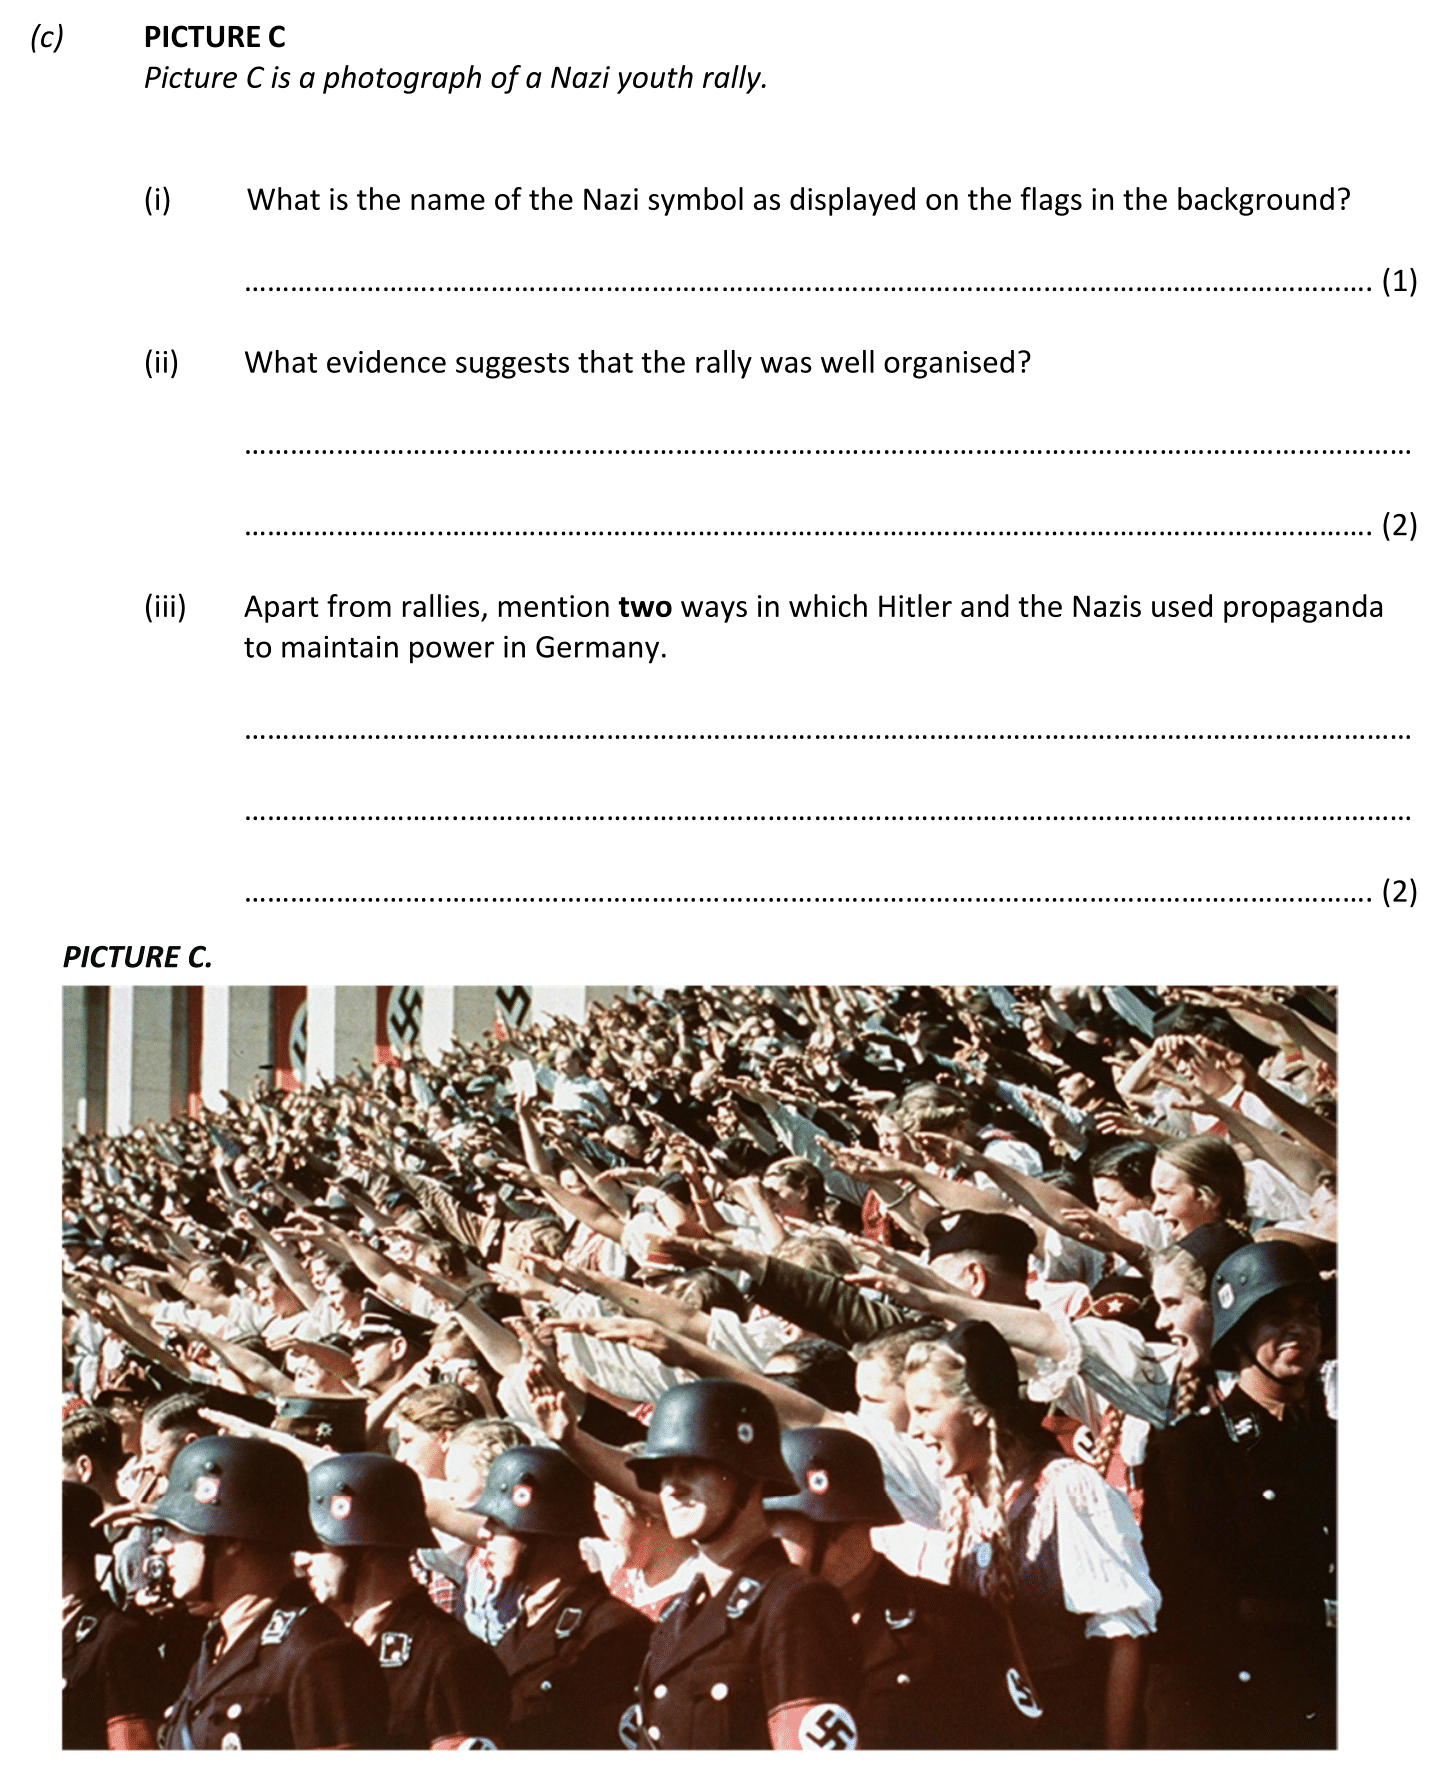 (c) PICTURE C
Picture C is a photograph of a Nazi youth rally.
(i) What is the name of the Nazi symbol as displayed on the flags in the background?
…………………………………………………………………………………………………………………… (1)
(ii) What evidence suggests that the rally was well organised?
……………………………………………………………………………………………………………………
…………………………………………………………………………………………………………………… (2)
(iii) Apart from rallies, mention two ways in which Hitler and the Nazis used propaganda
to maintain power in Germany.
……………………………………………………………………………………………………………………
……………………………………………………………………………………………………………………
…………………………………………………………………………………………………………………… (2)
PICTURE C.